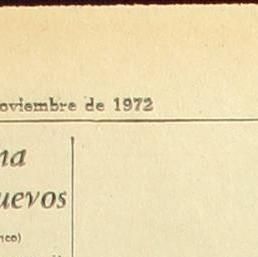 oviembre de 1972
na
uevos
nco)